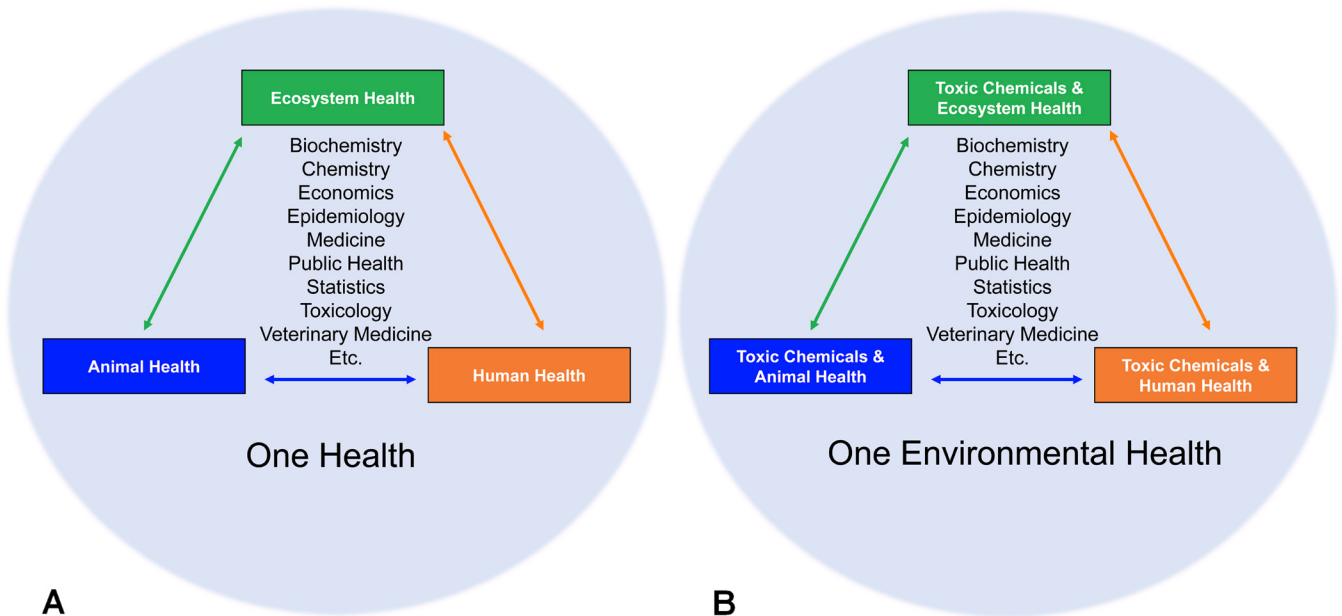 Ecosystem Health
Biochemistry
Chemistry
Economics
Epidemiology
Medicine
Public Health
Statistics
Toxicology
Veterinary Medicine
Etc.
Animal Health
Human Health
One Health
A
Toxic Chemicals &
Ecosystem Health
Biochemistry
Chemistry
Economics
Epidemiology
Medicine
Public Health
Statistics
Toxicology
Veterinary Medicine
Etc.
Toxic Chemicals &
Animal Health
Toxic Chemicals &
Human Health
One Environmental Health
B